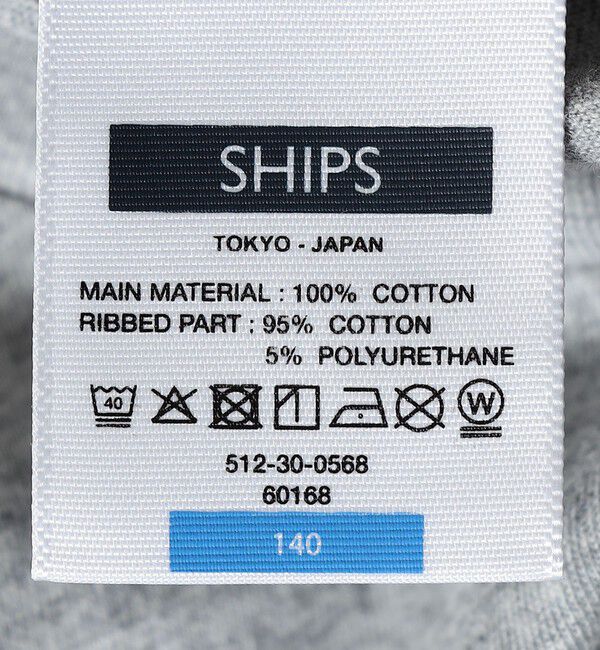 SHIPS
TOKYO - JAPAN
MAIN MATERIAL : 100% COTTON
RIBBED PART : 95% COTTON
5% POLYURETHANE
40 W
512-30-0568
60168
140